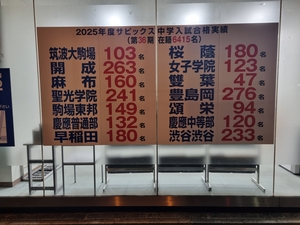 2025年度サピックス中学入試合格実績
(第36期 在籍6415名)
筑波大駒場 103名
開成 263名
麻布 160名
聖光学院 241名
駒場東邦 149名
慶應普通部 132名
早稲田 180名
桜蔭 180名
女子学院 123名
雙葉 47名
豊島岡 276名
頌栄 94名
慶應中等部 120名
渋谷渋谷 233名